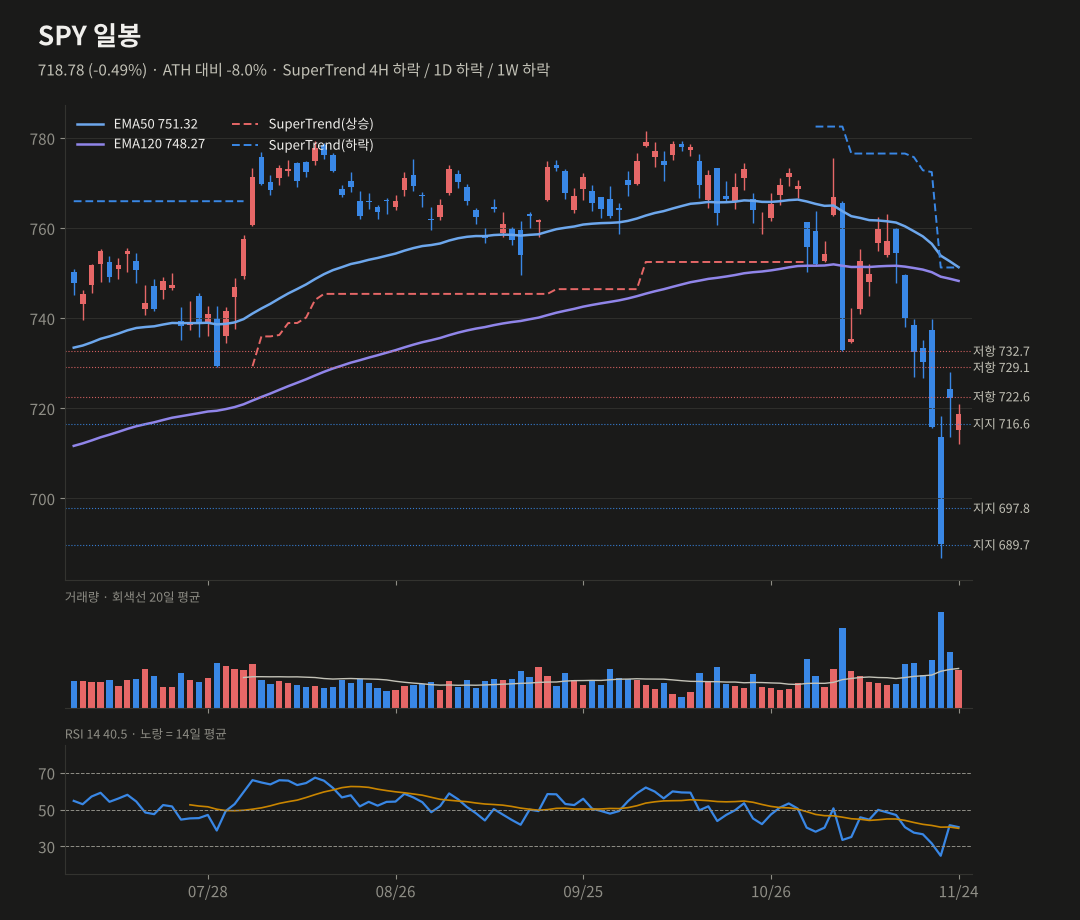 SPY 일봉
718.78 (-0.49%) · ATH 대비 -8.0% · SuperTrend 4H 하락 / 1D 하락 / 1W 하락
EMA50 751.32
SuperTrend(상승)
EMA120 748.27
SuperTrend(하락)
780
760
740
720
700
저항 732.7
저항 729.1
저항 722.6
지지 716.6
지지 697.8
지지 689.7
거래량 · 회색선 20일 평균
RSI 14 40.5 · 노랑 = 14일 평균
70
50
30
07/28
08/26
09/25
10/26
11/24